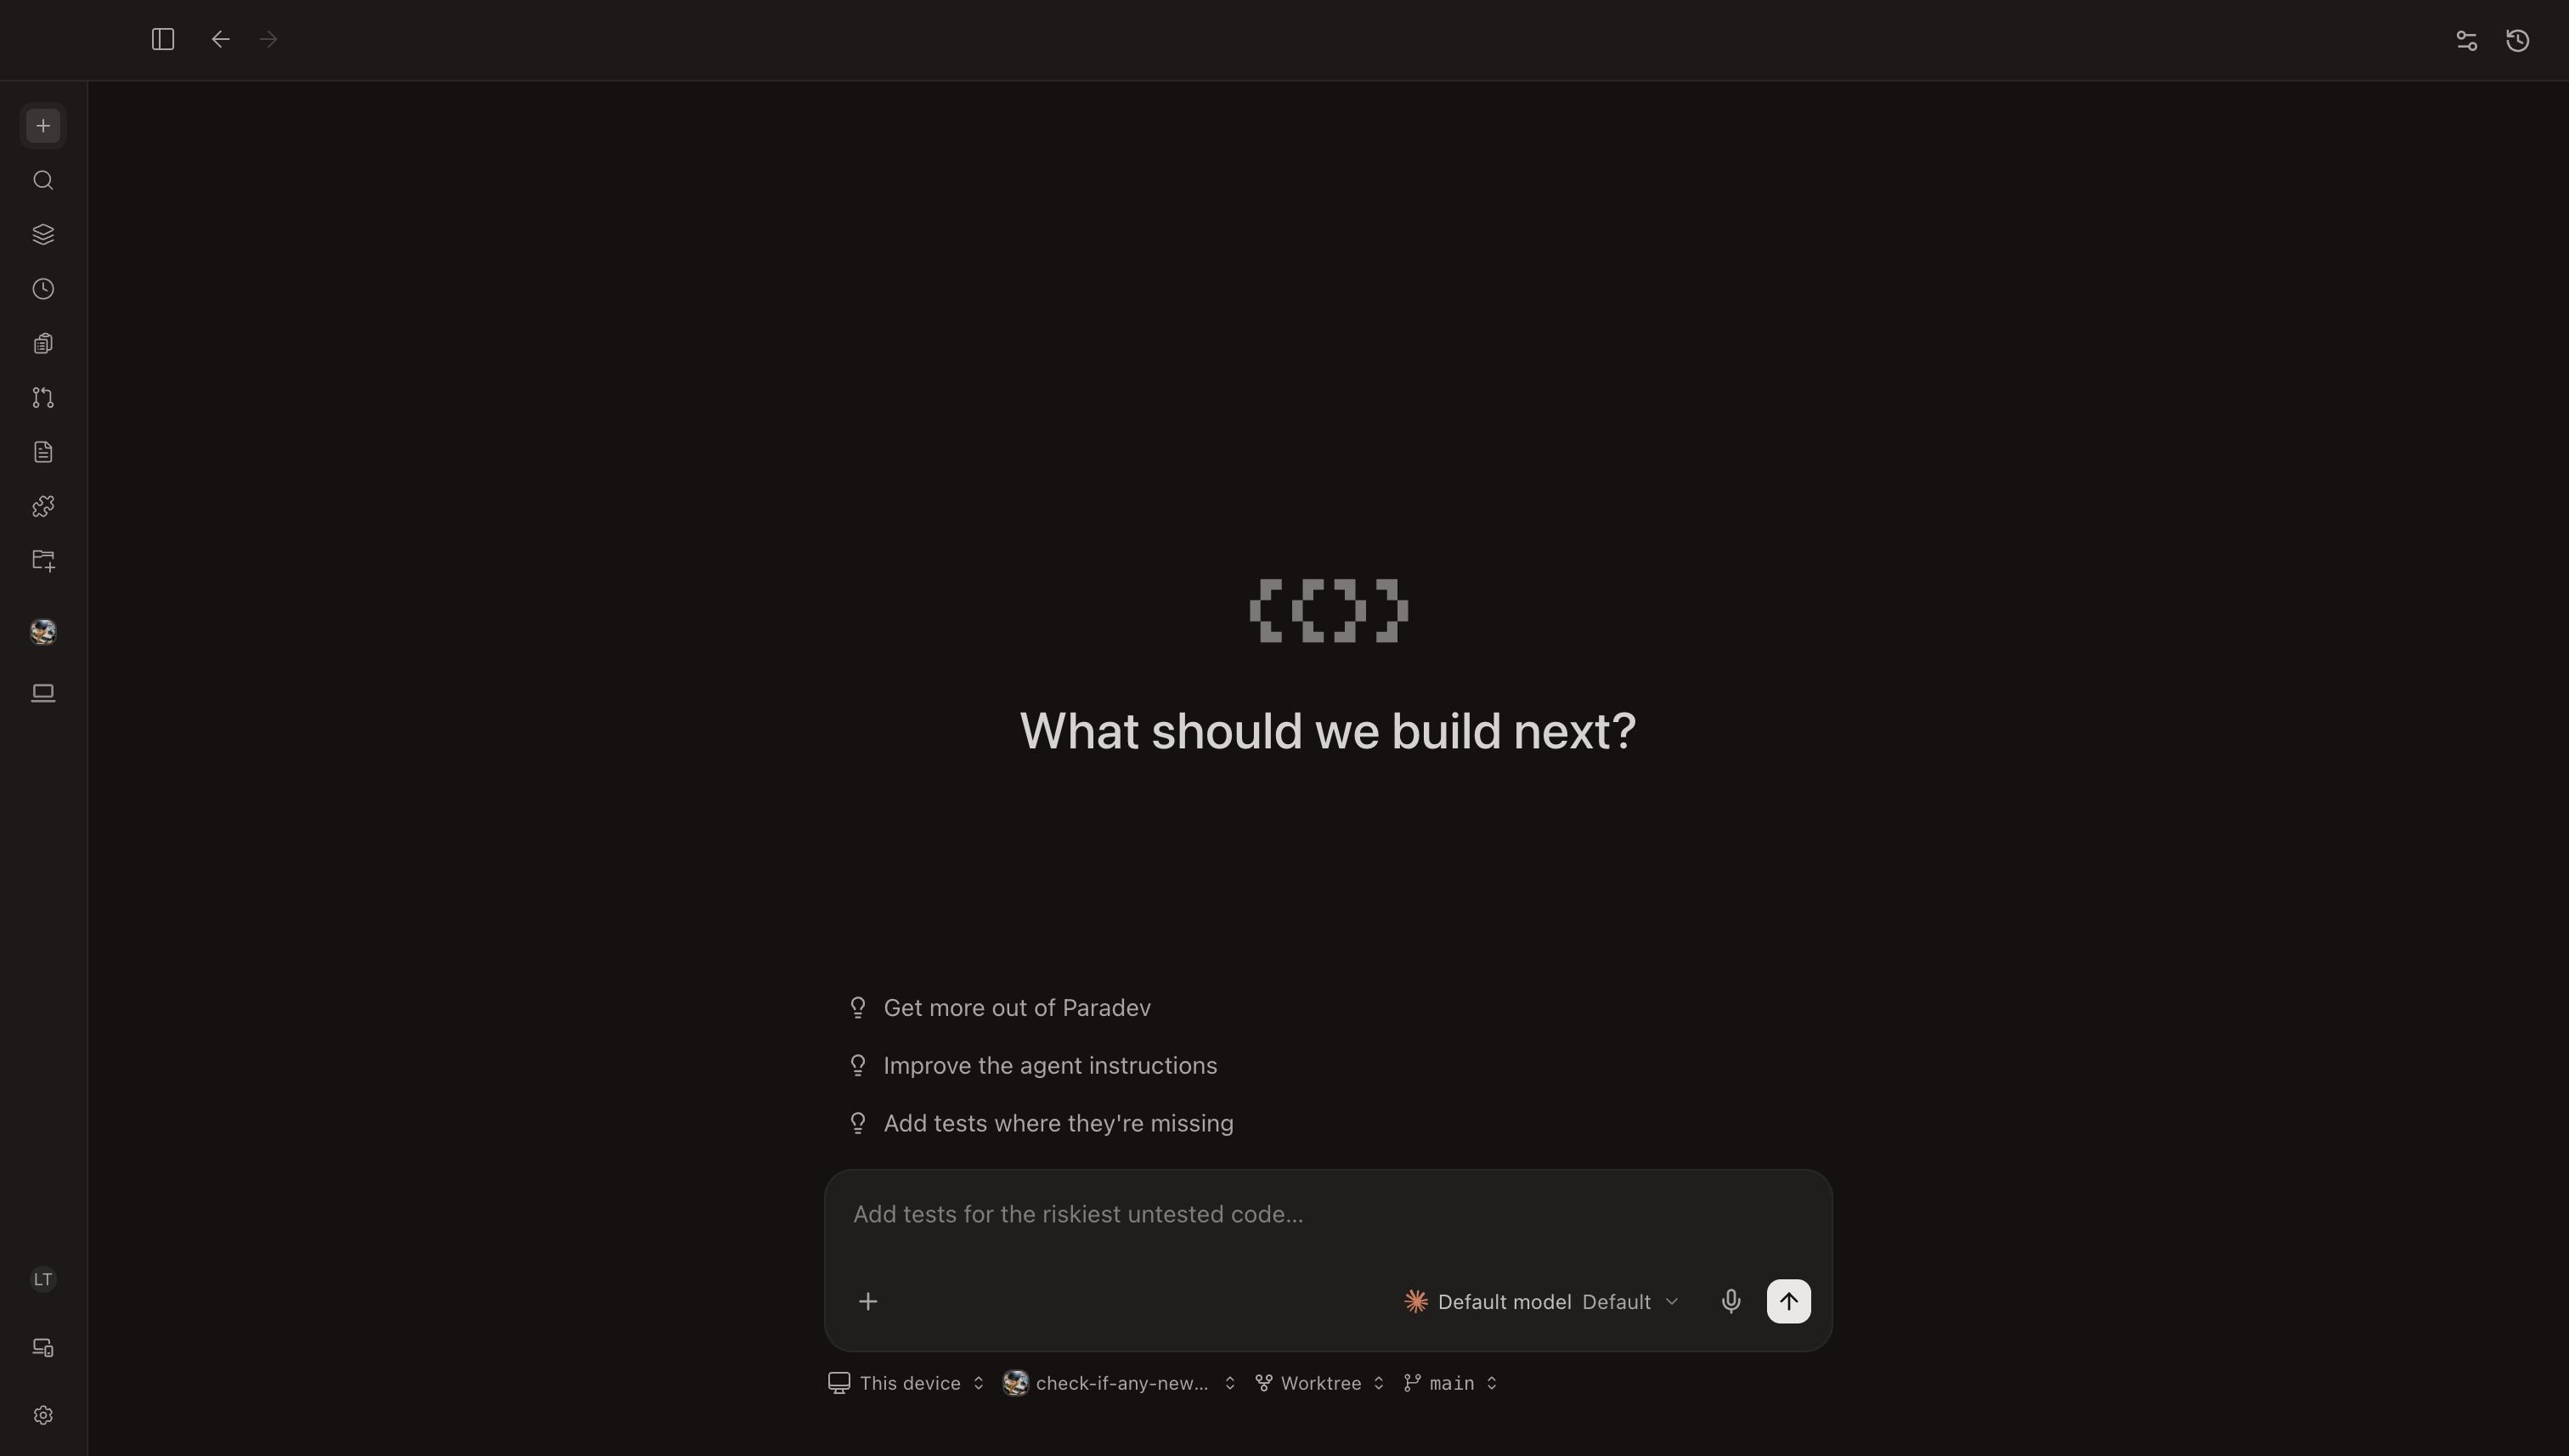 What should we build next?
Get more out of Paradev
Improve the agent instructions
Add tests where they're missing
Add tests for the riskiest untested code...
Default model Default
This device check-if-any-new... Worktree main
LT